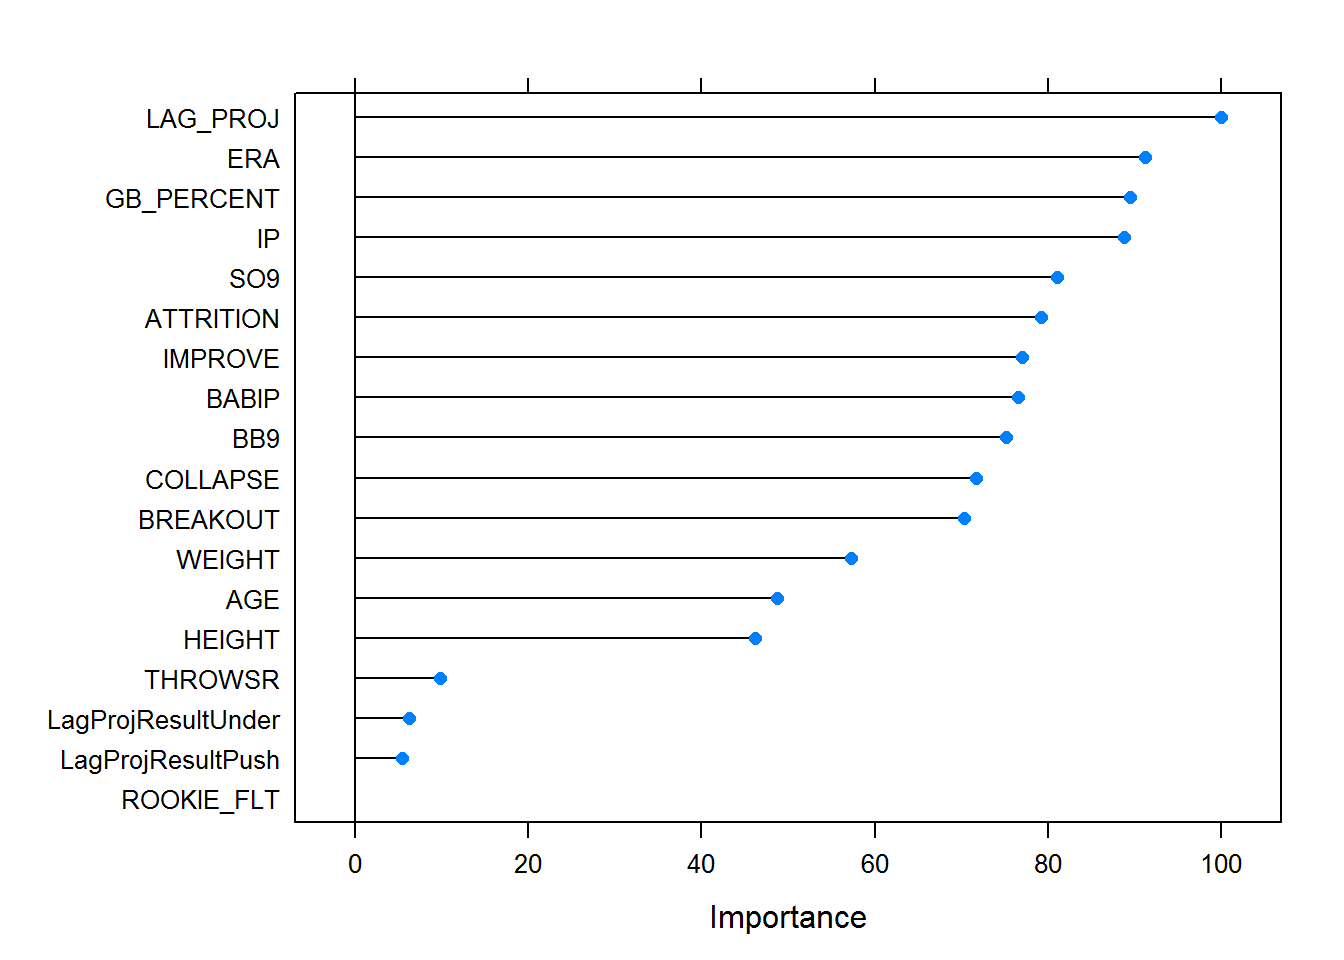 LAG_PROJ
ERA
GB_PERCENT
IP
SO9
ATTRITION
IMPROVE
BABIP
BB9
COLLAPSE
BREAKOUT
WEIGHT
AGE
HEIGHT
THROWSR
LagProjResultUnder
LagProjResultPush
ROOKIE_FLT
0 20 40 60 80 100
Importance